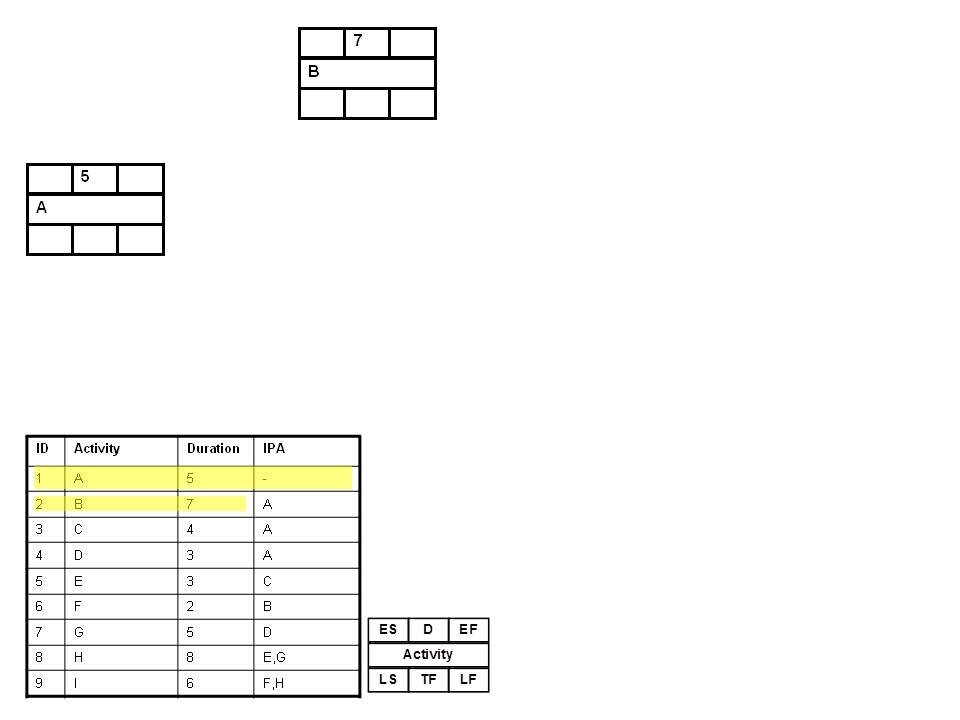 7
B
5
A
ID Activity Duration IPA
1 A 5 -
2 B 7 A
3 C 4 A
4 D 3 A
5 E 3 C
6 F 2 B
7 G 5 D
8 H 8 E,G
9 I 6 F,H
ES D EF
Activity
LS TF LF